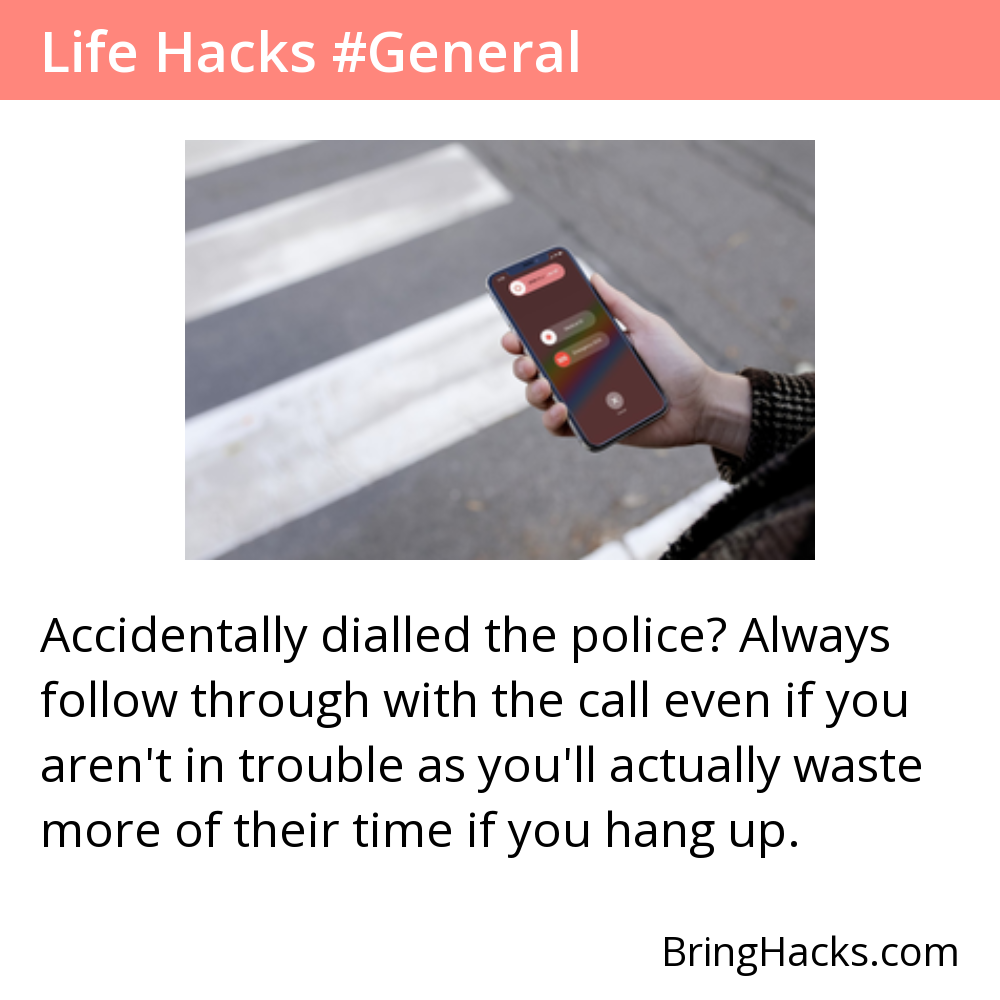 Life Hacks #General
Accidentally dialled the police? Always
follow through with the call even if you
aren't in trouble as you'll actually waste
more of their time if you hang up.
BringHacks.com